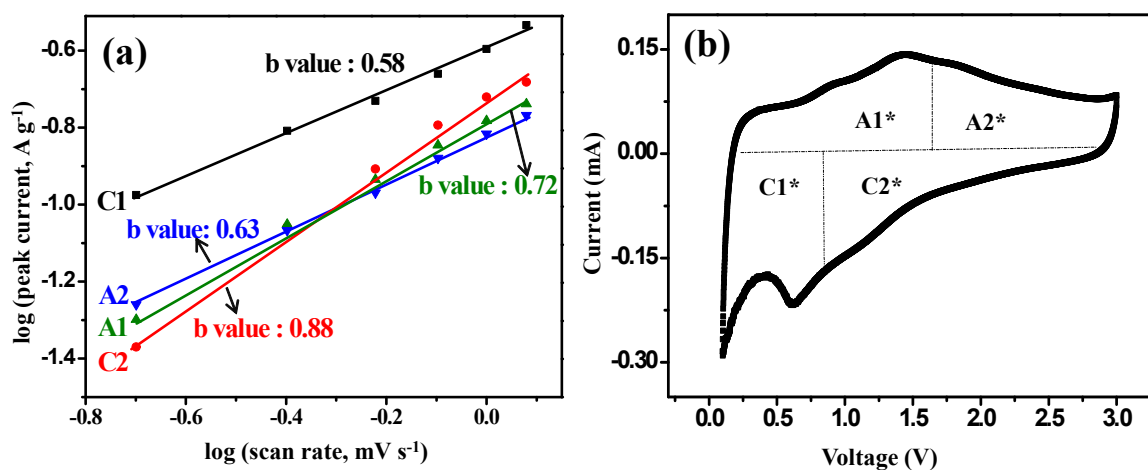 (a)
b value : 0.58
C1
b value: 0.63
b value : 0.72
A2
A1
C2
b value : 0.88
log (peak current, A g⁻¹)
-0.6
-0.8
-1.0
-1.2
-1.4
-0.8
-0.6
-0.4
-0.2
0.0
log (scan rate, mV s⁻¹)
(b)
A1*
A2*
C1*
C2*
Current (mA)
0.15
0.00
-0.15
-0.30
0.0
0.5
1.0
1.5
2.0
2.5
3.0
Voltage (V)